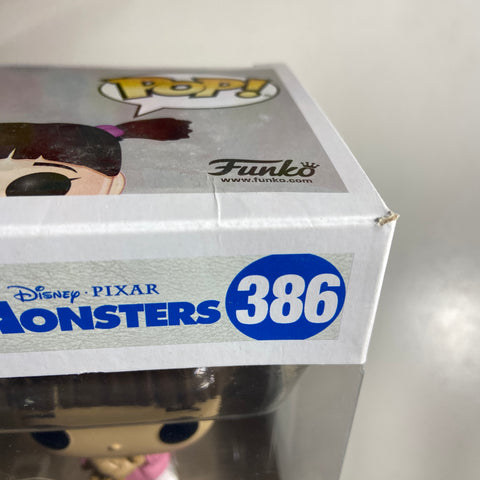 POP!
Funko
www.funko.com
Disney · PIXAR
MONSTERS 386